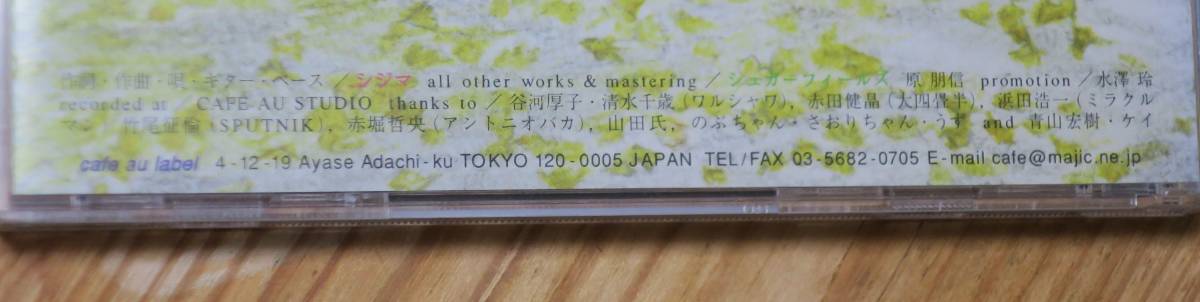 作詞・作曲・唄・ギター・ベース／シジマ all other works & mastering／シュガーフィールズ 原 朋信 promotion／水澤 玲
recorded at／CAFE AU STUDIO thanks to／谷河厚子・清水千歳（ワルシャワ），赤田健晶（太四畳半），浜田浩一（ミラクル
マン），竹尾（SPUTNIK），赤堀哲央（アントニオバカ），山田氏，のぶちゃん・さおりちゃん・うず and 青山宏樹・ケイ
cafe au label 4-12-19 Ayase Adachi-ku TOKYO 120-0005 JAPAN TEL/FAX 03-5682-0705 E-mail cafe@majic.ne.jp